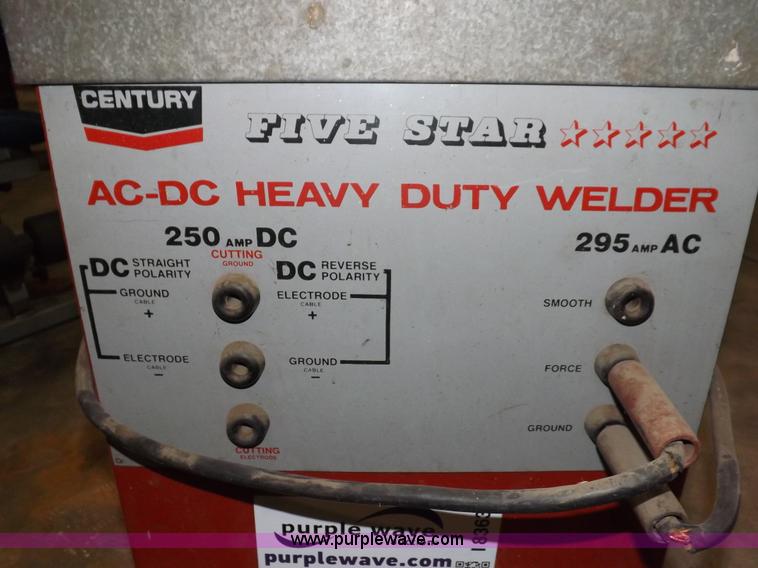 CENTURY
FIVE STAR
AC-DC HEAVY DUTY WELDER
250 AMP DC
295 AMP AC
CUTTING
GROUND
DC STRAIGHT POLARITY
DC REVERSE POLARITY
GROUND
CABLE
+
ELECTRODE
CABLE
+
SMOOTH
ELECTRODE
CABLE
–
GROUND
CABLE
–
FORCE
GROUND
CUTTING
ELECTRODE
purple wave
www.purplewave.com
purplewave.com